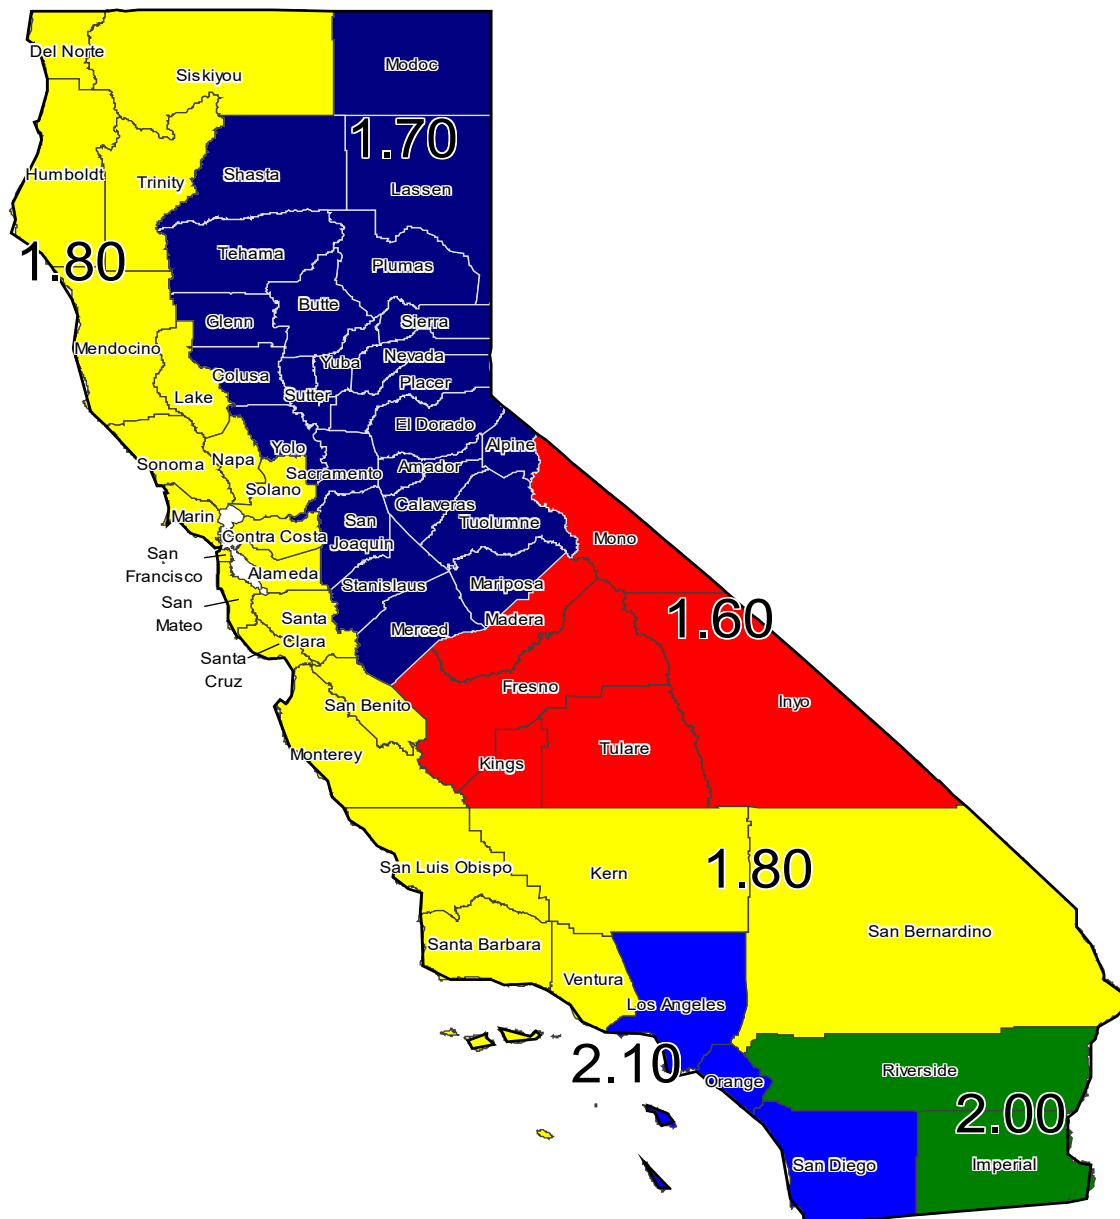 Del Norte
Siskiyou
Modoc
1.70
Humboldt
Trinity
Shasta
Lassen
1.80
Tehama
Plumas
Butte
Glenn
Sierra
Mendocino
Yuba
Nevada
Colusa
Placer
Lake
Sutter
El Dorado
Alpine
Yolo
Sonoma
Napa
Sacramento
Amador
Solano
Calaveras
Marin
San
Joaquin
Tuolumne
Contra Costa
Mono
San
Francisco
Alameda
Stanislaus
Mariposa
San
Mateo
Santa
Clara
Merced
Madera
1.60
Santa
Cruz
Fresno
Inyo
San Benito
Monterey
Kings
Tulare
San Luis Obispo
Kern
1.80
San Bernardino
Santa Barbara
Ventura
Los Angeles
2.10
Orange
Riverside
2.00
San Diego
Imperial